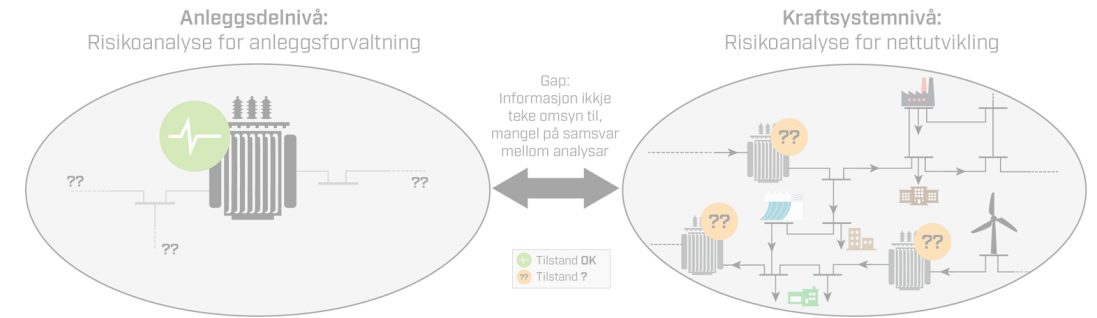 Anleggsdelnivå:
Risikoanalyse for anleggsforvaltning
??
??
??
Gap:
Informasjon ikkje
teke omsyn til,
mangel på samsvar
mellom analysar
Tilstand OK
?? Tilstand ?
Kraftsystemnivå:
Risikoanalyse for nettutvikling
??
??
??